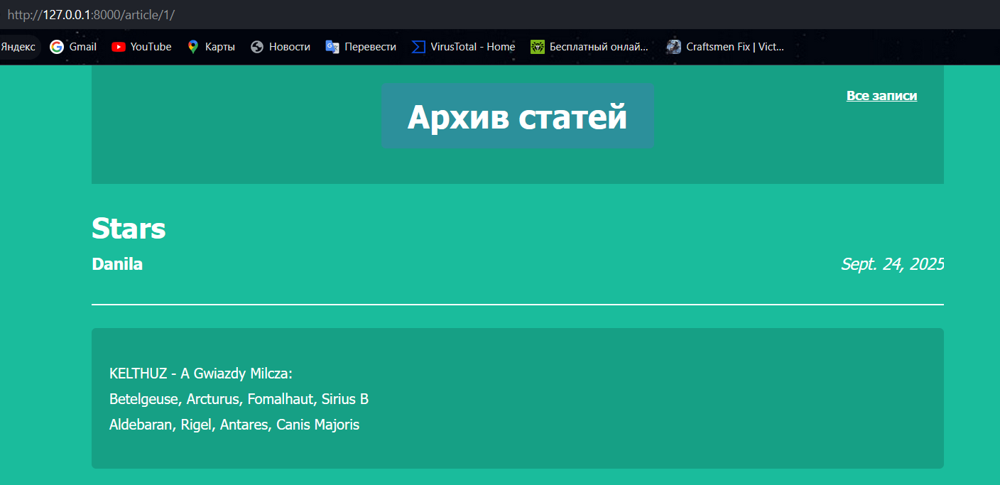 http://127.0.0.1:8000/article/1/
Яндекс Gmail YouTube Карты Новости Перевести VirusTotal - Home Бесплатный онлай... Craftsmen Fix | Vict...
Все записи
Архив статей
Stars
Danila Sept. 24, 2025
KELTHUZ - A Gwiazdy Milcza:
Betelgeuse, Arcturus, Fomalhaut, Sirius B
Aldebaran, Rigel, Antares, Canis Majoris